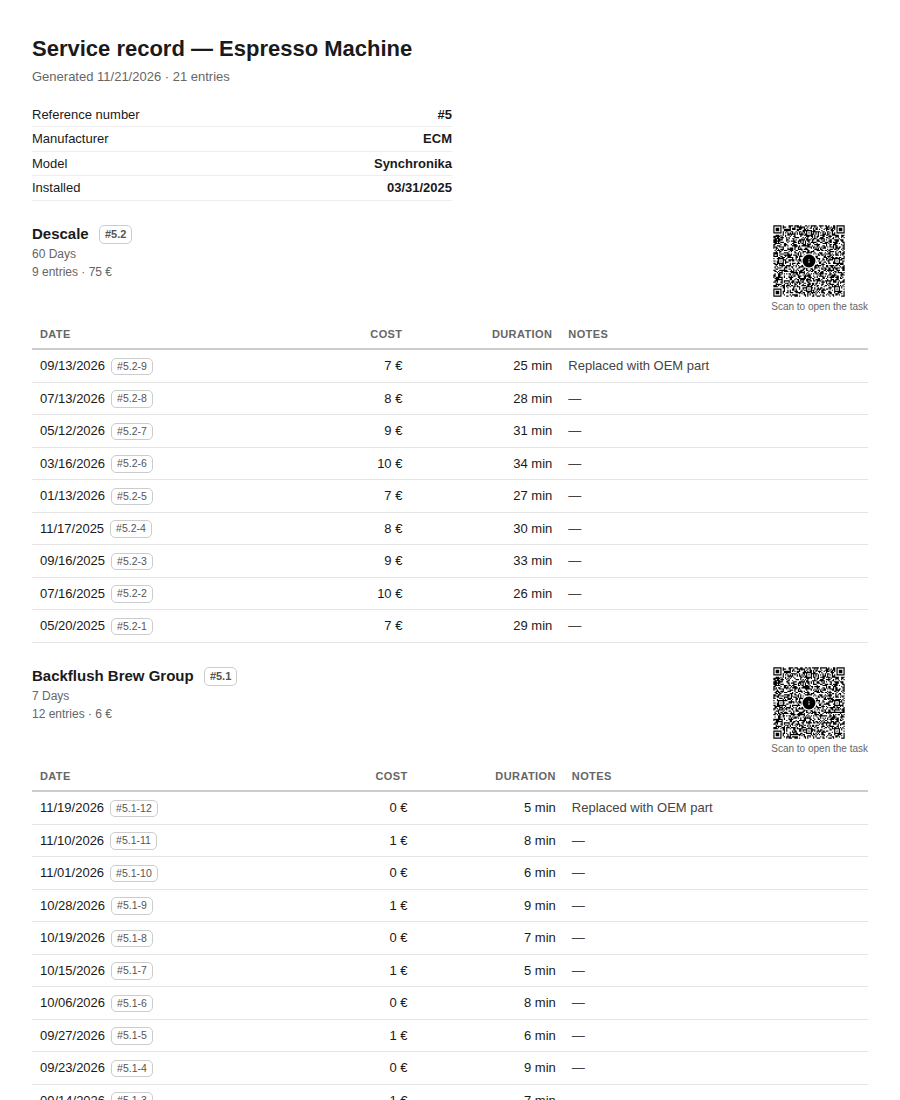 Service record — Espresso Machine
Generated 11/21/2026 · 21 entries
Reference number #5
Manufacturer ECM
Model Synchronika
Installed 03/31/2025
Descale #5.2
60 Days
9 entries · 75 €
Scan to open the task
DATE COST DURATION NOTES
09/13/2026 #5.2-9 7 € 25 min Replaced with OEM part
07/13/2026 #5.2-8 8 € 28 min —
05/12/2026 #5.2-7 9 € 31 min —
03/16/2026 #5.2-6 10 € 34 min —
01/13/2026 #5.2-5 7 € 27 min —
11/17/2025 #5.2-4 8 € 30 min —
09/16/2025 #5.2-3 9 € 33 min —
07/16/2025 #5.2-2 10 € 26 min —
05/20/2025 #5.2-1 7 € 29 min —
Backflush Brew Group #5.1
7 Days
12 entries · 6 €
Scan to open the task
DATE COST DURATION NOTES
11/19/2026 #5.1-12 0 € 5 min Replaced with OEM part
11/10/2026 #5.1-11 1 € 8 min —
11/01/2026 #5.1-10 0 € 6 min —
10/28/2026 #5.1-9 1 € 9 min —
10/19/2026 #5.1-8 0 € 7 min —
10/15/2026 #5.1-7 1 € 5 min —
10/06/2026 #5.1-6 0 € 8 min —
09/27/2026 #5.1-5 1 € 6 min —
09/23/2026 #5.1-4 0 € 9 min —
09/14/2026 #5.1-3 1 € 7 min